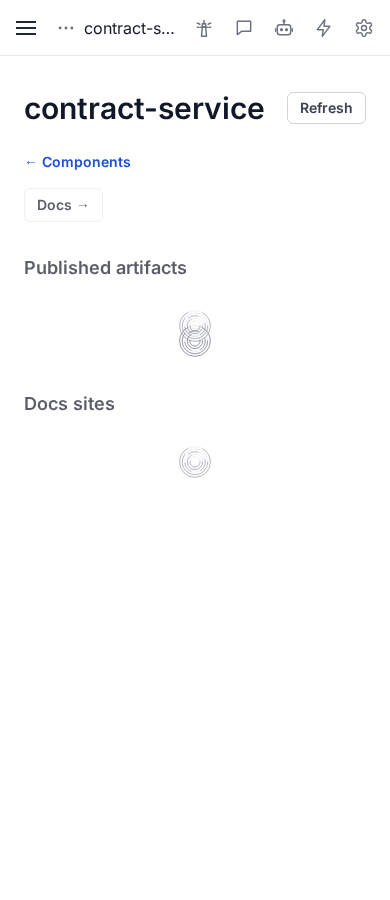 contract-s...
contract-service
Refresh
← Components
Docs →
Published artifacts
Docs sites